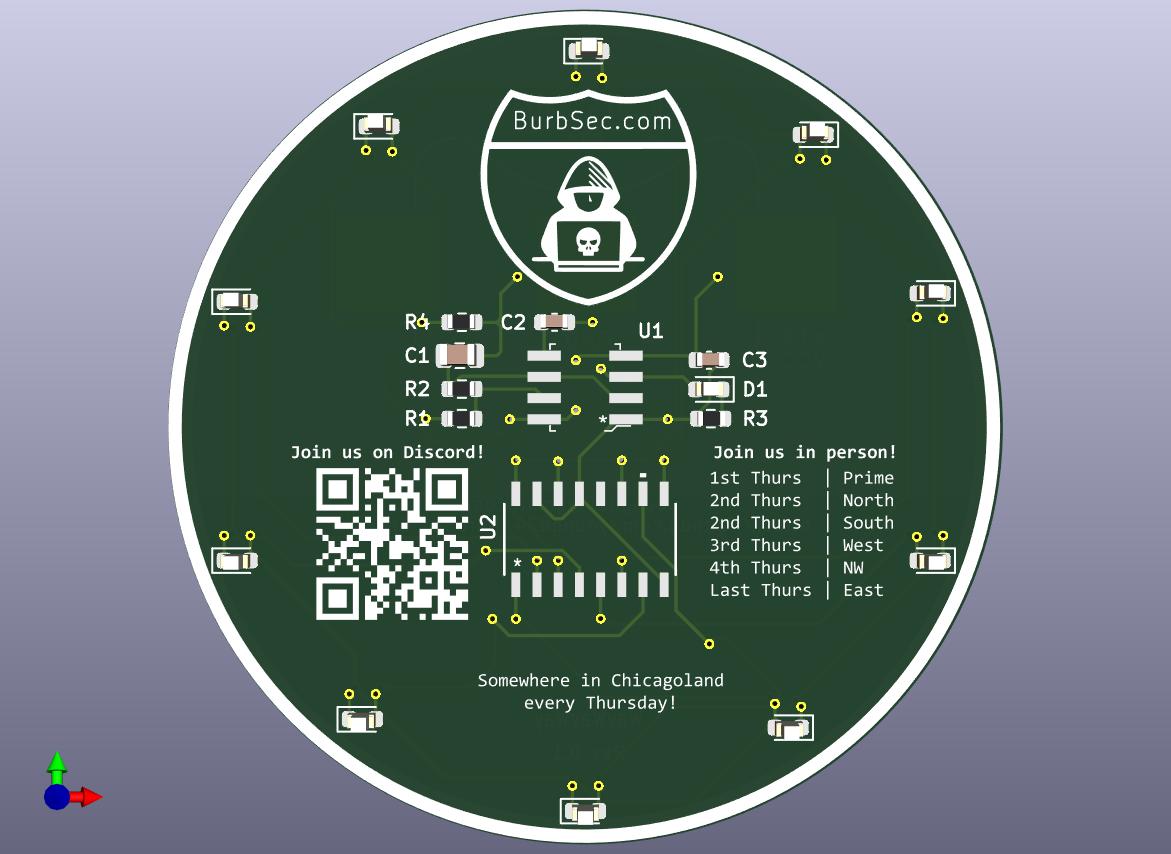 BurbSec.com
R4
C2
U1
C1
C3
R2
D1
R1
*
R3
Join us on Discord!
Join us in person!
1st Thurs | Prime
2nd Thurs | North
2nd Thurs | South
3rd Thurs | West
4th Thurs | NW
Last Thurs | East
U2
*
Somewhere in Chicagoland
every Thursday!